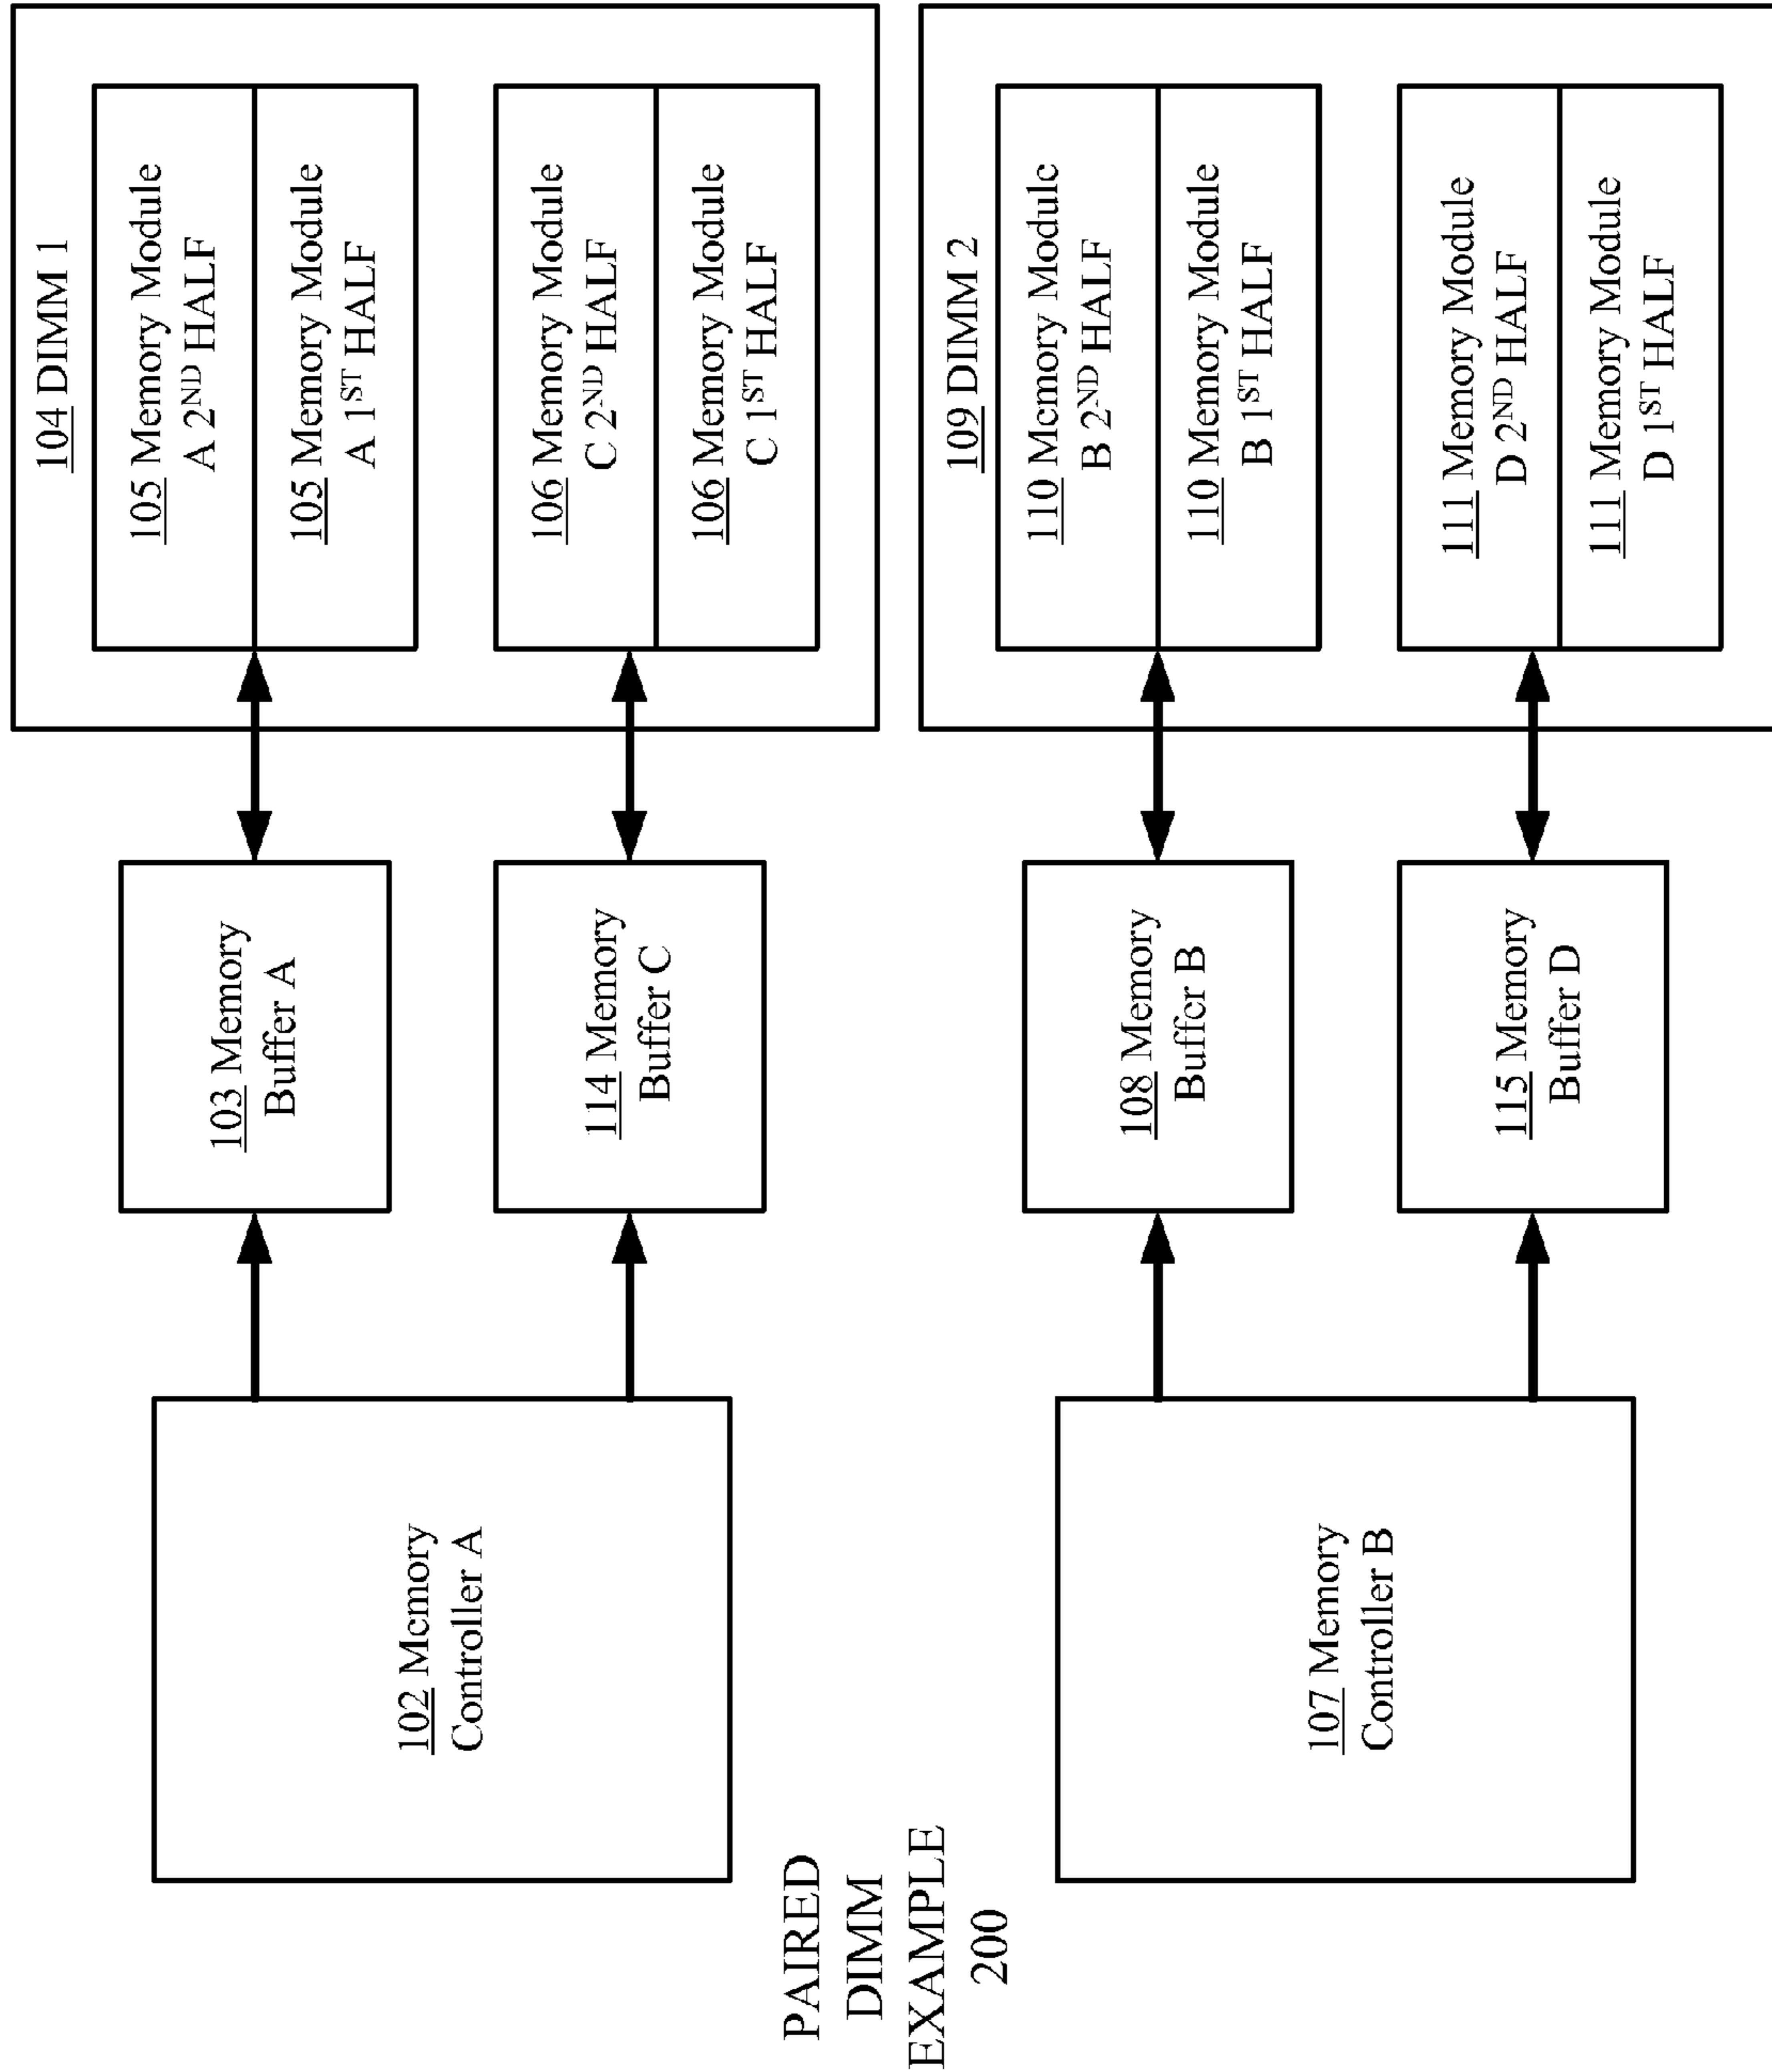 104 DIMM 1
105 Memory Module
A 2ND HALF
105 Memory Module
A 1ST HALF
106 Memory Module
C 2ND HALF
106 Memory Module
C 1ST HALF
103 Memory
Buffer A
114 Memory
Buffer C
102 Memory
Controller A
PAIRED
DIMM
EXAMPLE
200
109 DIMM 2
110 Memory Module
B 2ND HALF
110 Memory Module
B 1ST HALF
111 Memory Module
D 2ND HALF
111 Memory Module
D 1ST HALF
108 Memory
Buffer B
115 Memory
Buffer D
107 Memory
Controller B